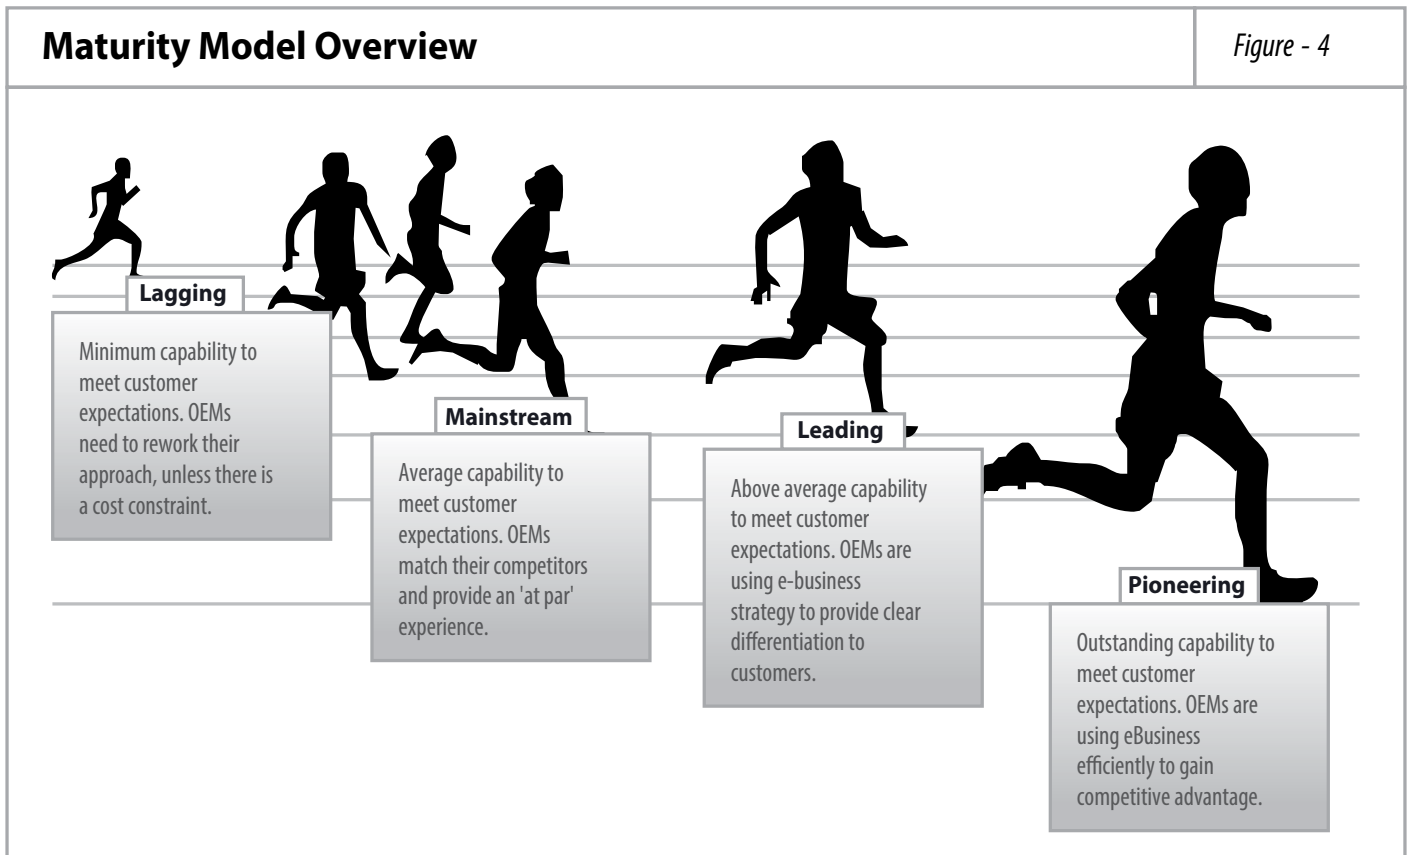 Maturity Model Overview
Figure - 4
Lagging
Minimum capability to
meet customer
expectations. OEMs
need to rework their
approach, unless there is
a cost constraint.
Mainstream
Average capability to
meet customer
expectations. OEMs
match their competitors
and provide an 'at par'
experience.
Leading
Above average capability
to meet customer
expectations. OEMs are
using e-business
strategy to provide clear
differentiation to
customers.
Pioneering
Outstanding capability to
meet customer
expectations. OEMs are
using eBusiness
efficiently to gain
competitive advantage.